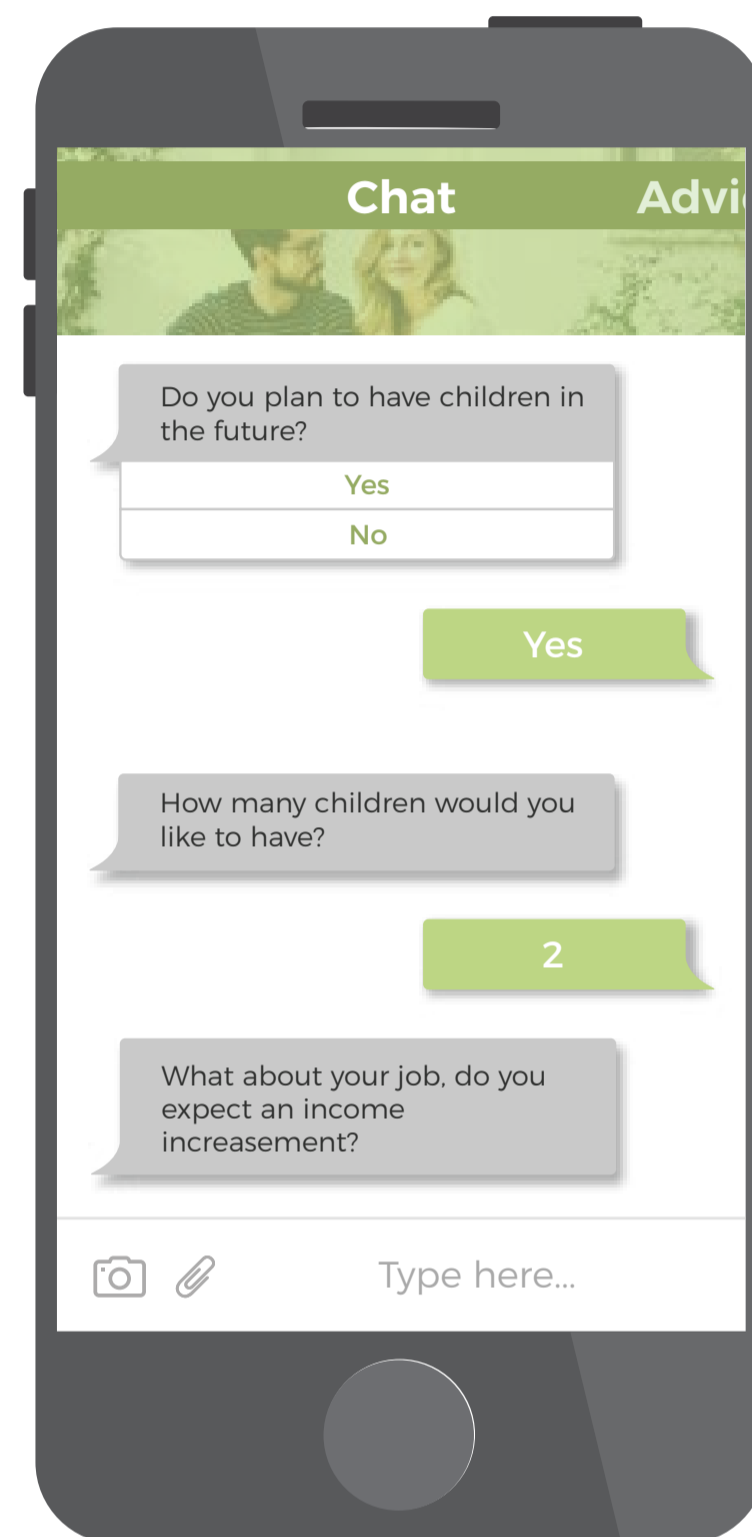 Chat Advi
Do you plan to have children in
the future?
Yes
No
Yes
How many children would you
like to have?
2
What about your job, do you
expect an income
increasement?
Type here...